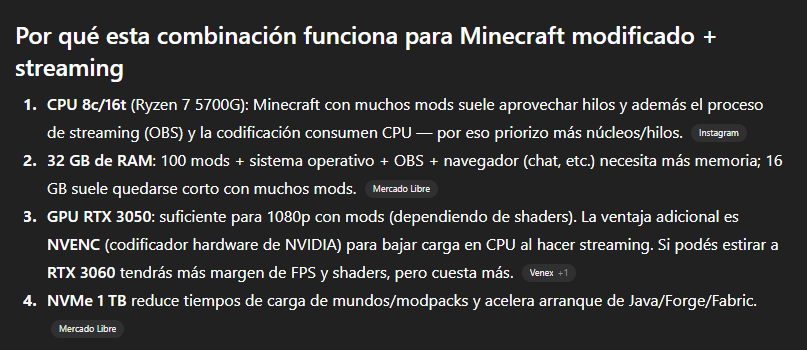 Por qué esta combinación funciona para Minecraft modificado +
streaming
1. CPU 8c/16t (Ryzen 7 5700G): Minecraft con muchos mods suele aprovechar hilos y además el proceso
de streaming (OBS) y la codificación consumen CPU — por eso priorizo más núcleos/hilos. Instagram
2. 32 GB de RAM: 100 mods + sistema operativo + OBS + navegador (chat, etc.) necesita más memoria; 16
GB suele quedarse corto con muchos mods. Mercado Libre
3. GPU RTX 3050: suficiente para 1080p con mods (dependiendo de shaders). La ventaja adicional es
NVENC (codificador hardware de NVIDIA) para bajar carga en CPU al hacer streaming. Si podés estirar a
RTX 3060 tendrás más margen de FPS y shaders, pero cuesta más. Venex +1
4. NVMe 1 TB reduce tiempos de carga de mundos/modpacks y acelera arranque de Java/Forge/Fabric.
Mercado Libre